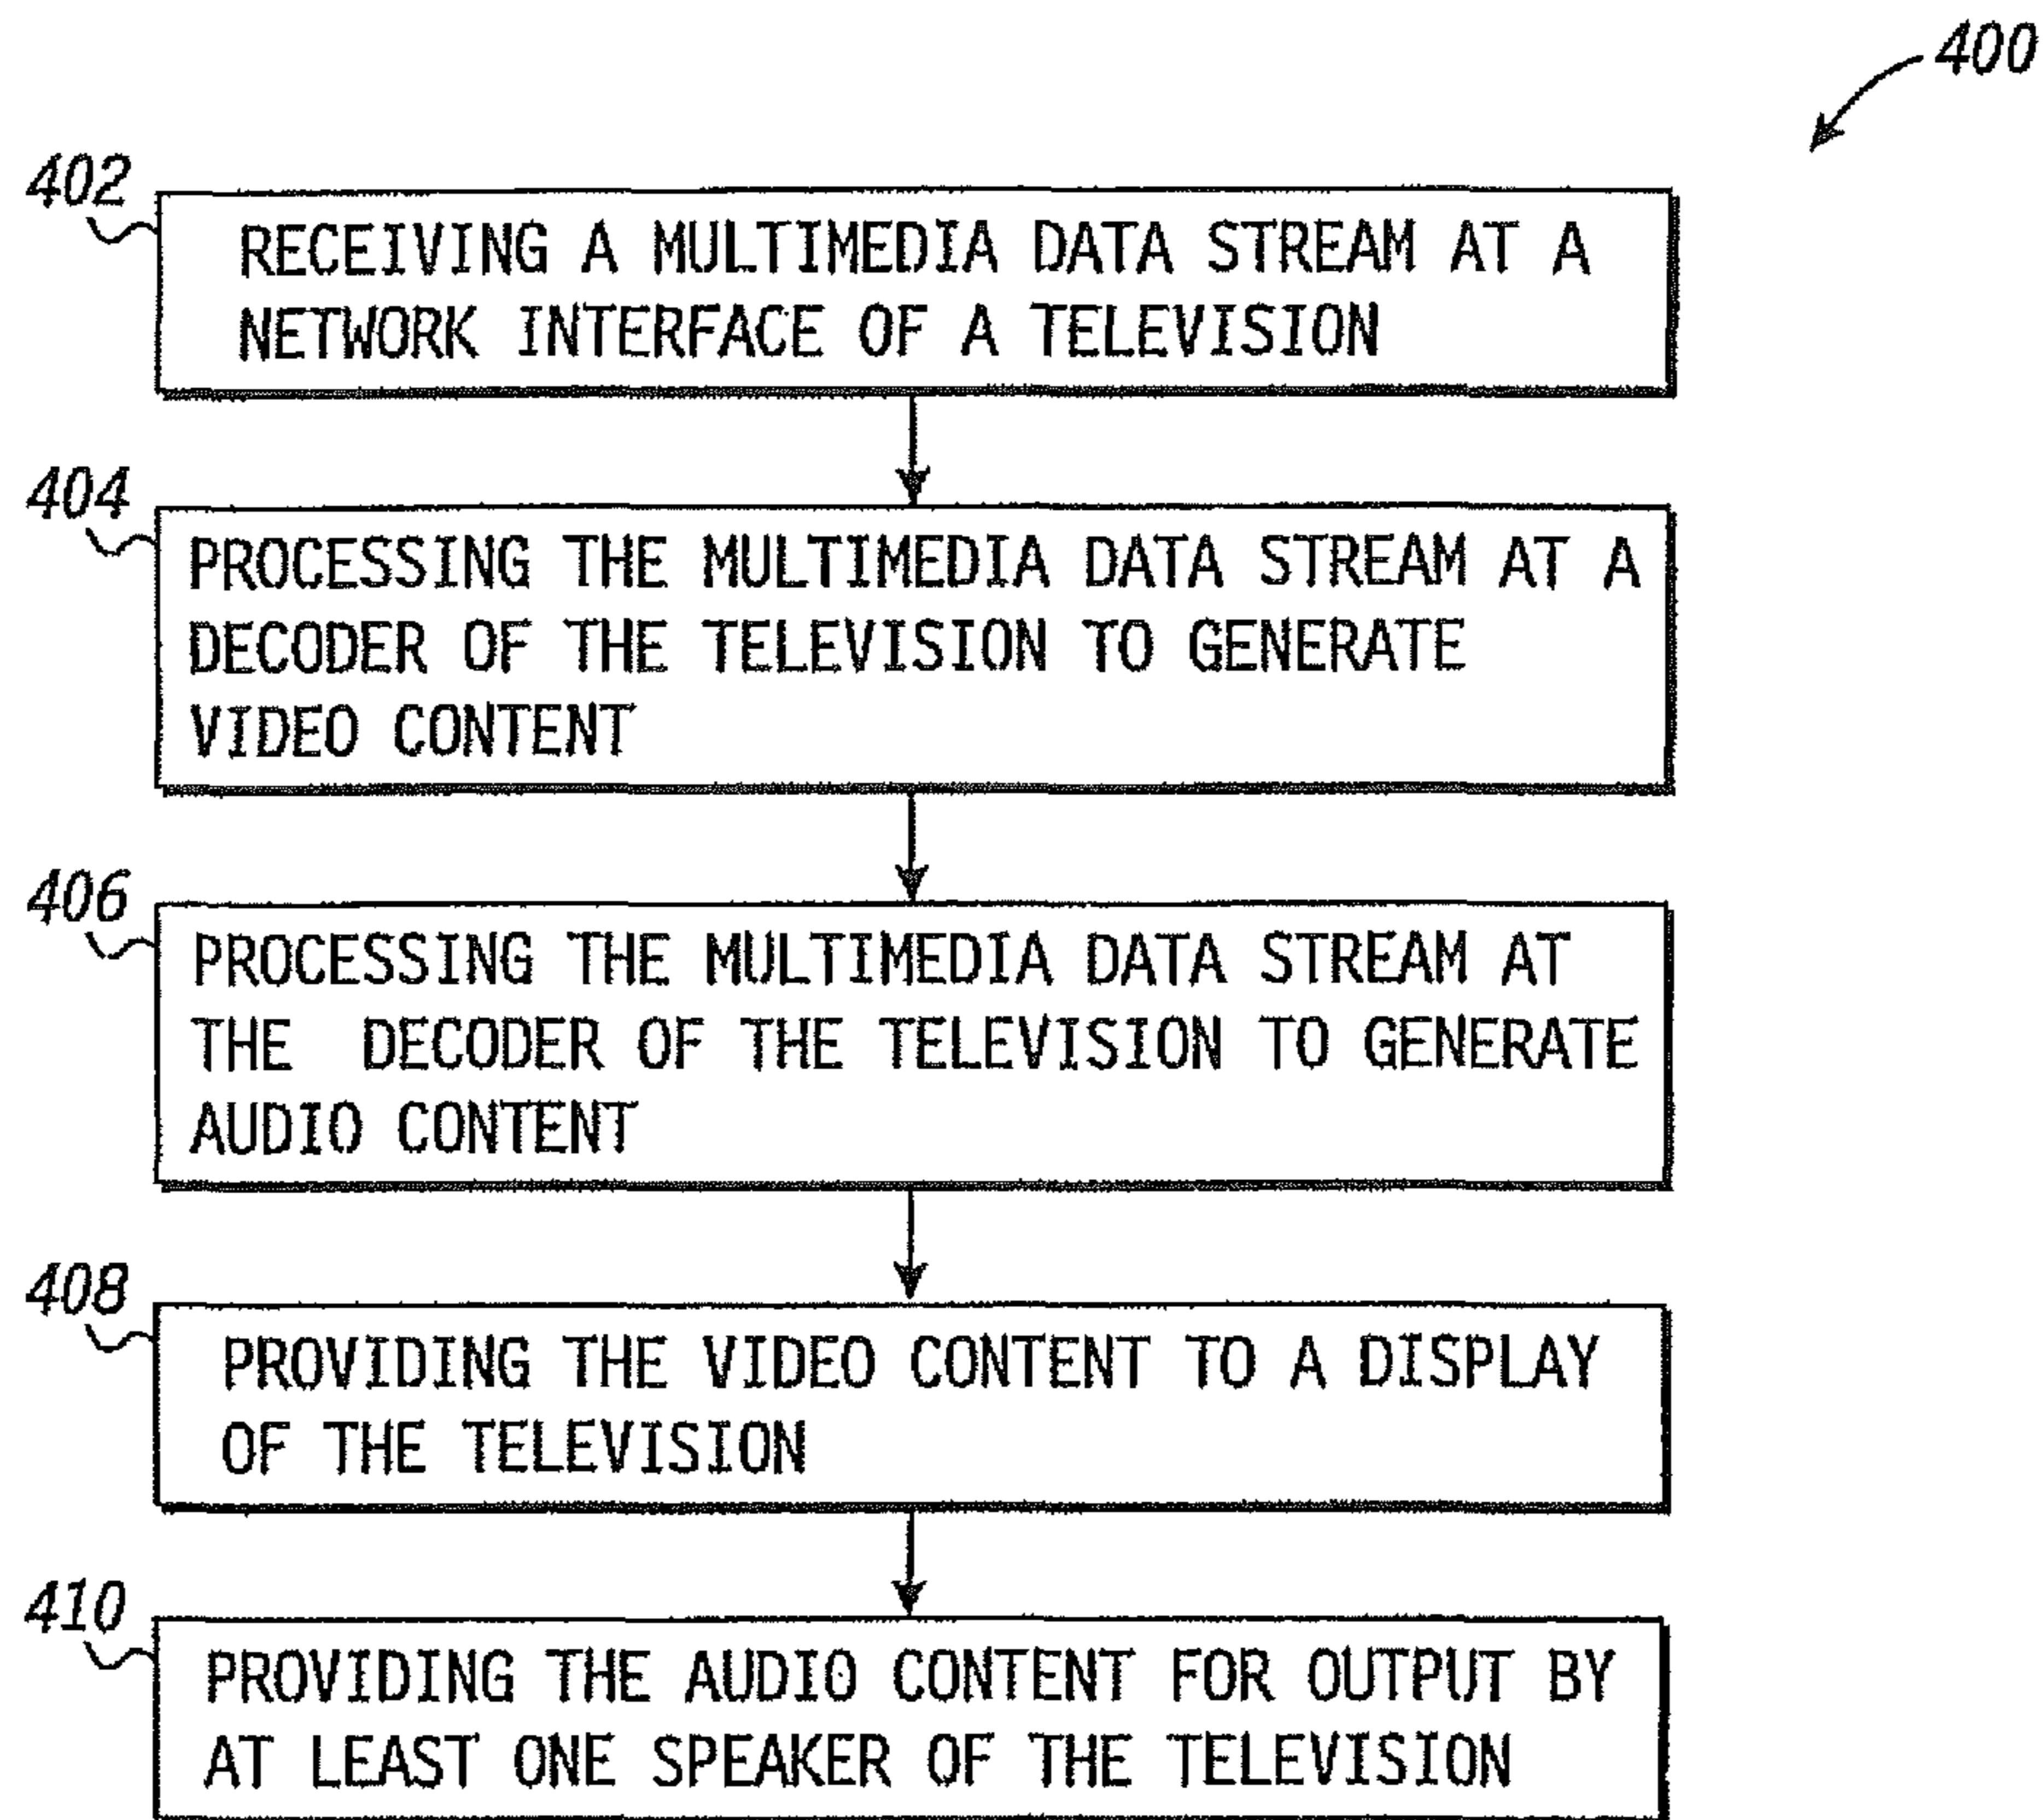 400
402
RECEIVING A MULTIMEDIA DATA STREAM AT A
NETWORK INTERFACE OF A TELEVISION
404
PROCESSING THE MULTIMEDIA DATA STREAM AT A
DECODER OF THE TELEVISION TO GENERATE
VIDEO CONTENT
406
PROCESSING THE MULTIMEDIA DATA STREAM AT
THE DECODER OF THE TELEVISION TO GENERATE
AUDIO CONTENT
408
PROVIDING THE VIDEO CONTENT TO A DISPLAY
OF THE TELEVISION
410
PROVIDING THE AUDIO CONTENT FOR OUTPUT BY
AT LEAST ONE SPEAKER OF THE TELEVISION